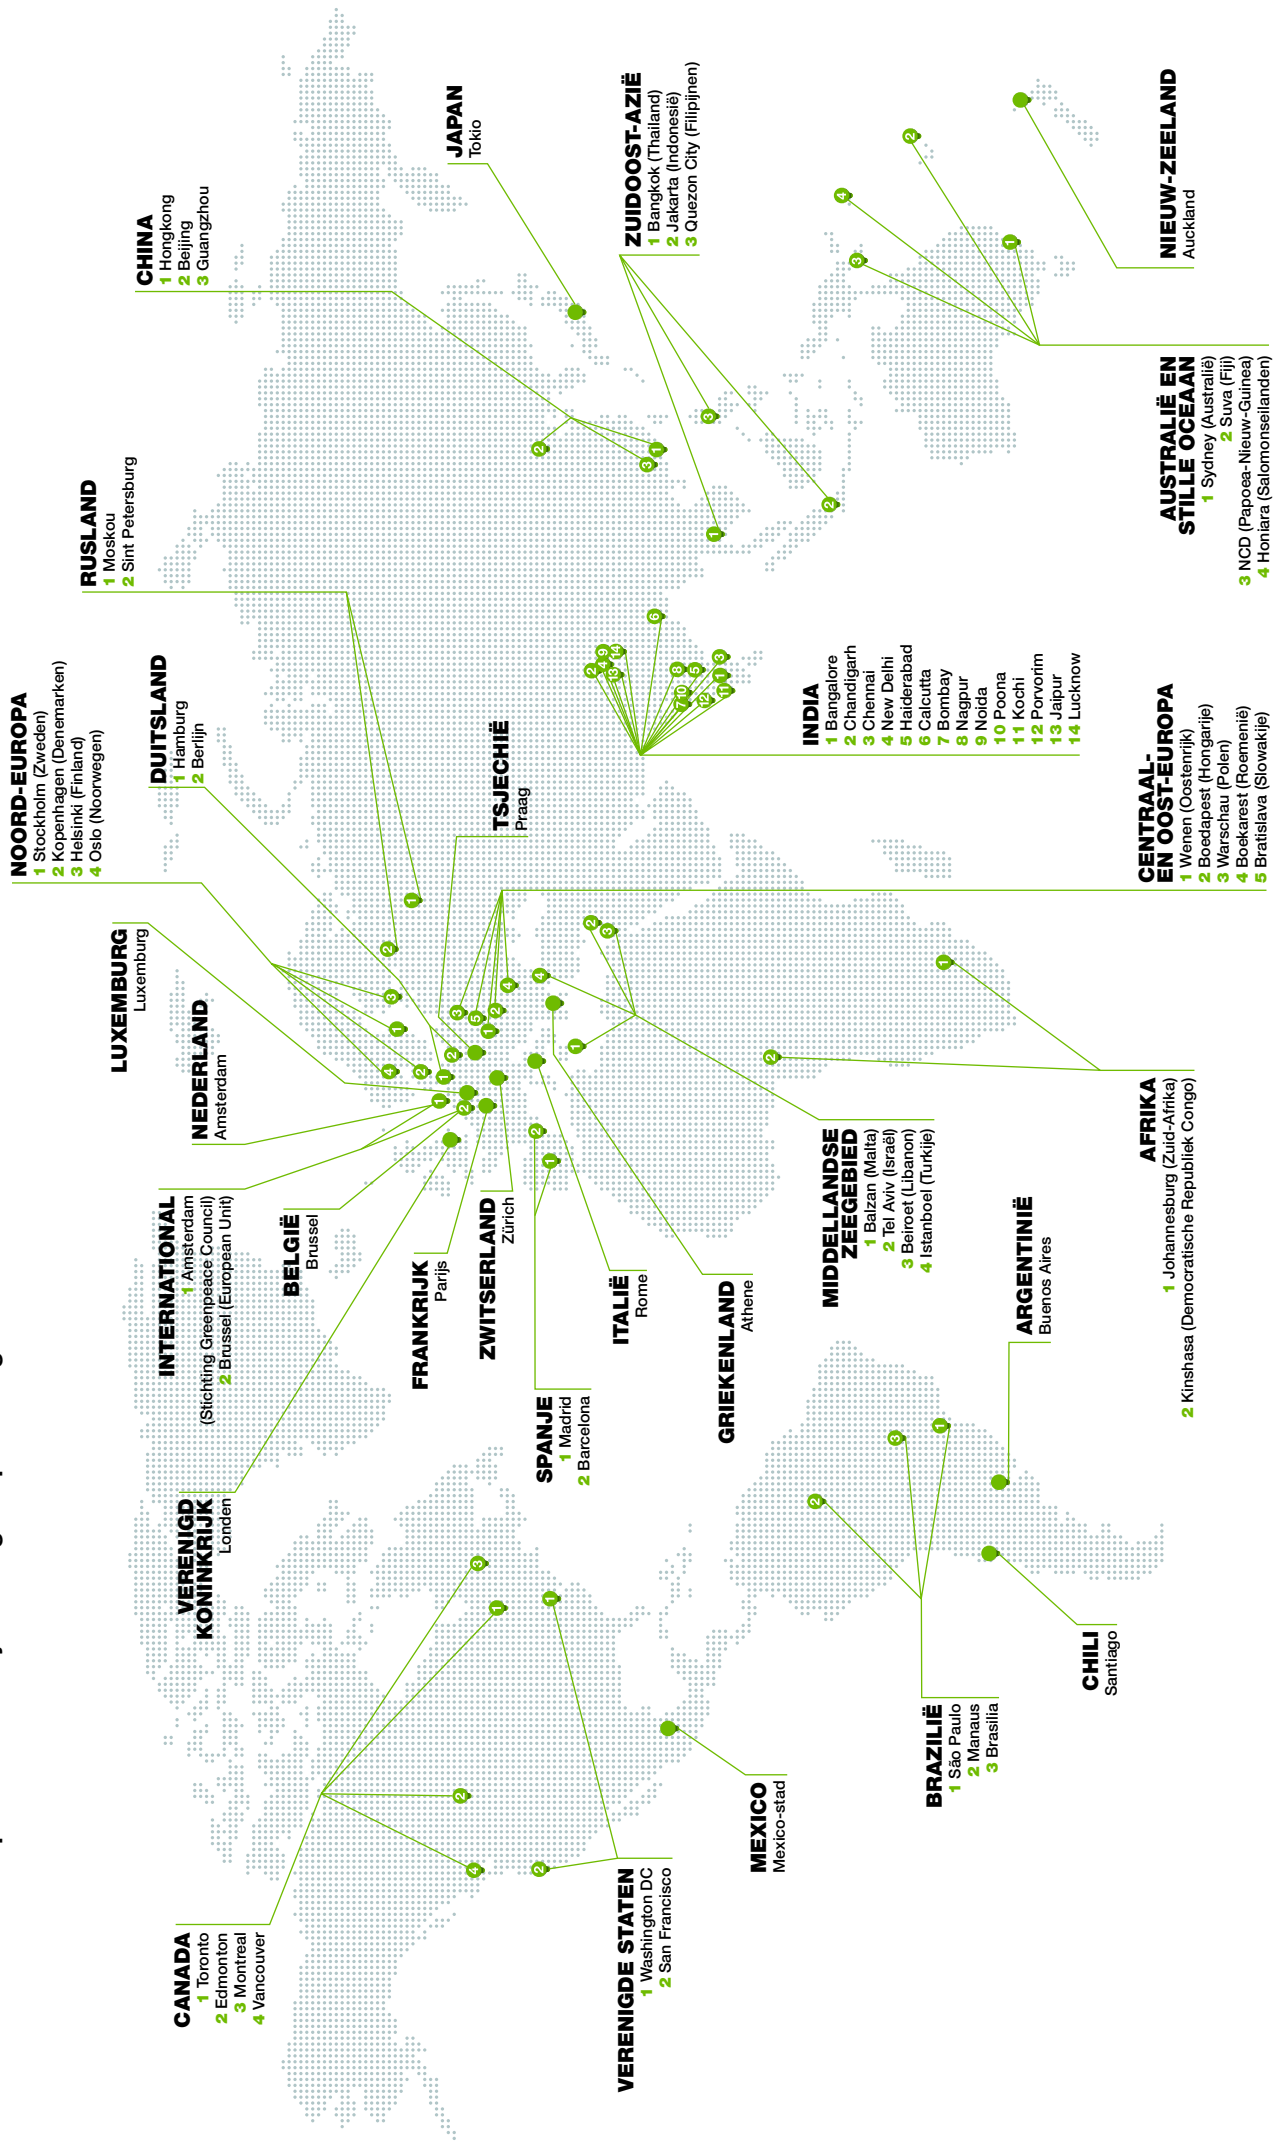 CANADA
1 Toronto
2 Edmonton
3 Montreal
4 Vancouver
VERENIGDE STATEN
1 Washington DC
2 San Francisco
MEXICO
Mexico-stad
BRAZILIË
1 São Paulo
2 Manaus
3 Brasilia
CHILI
Santiago
ARGENTINIË
Buenos Aires
VERENIGD
KONINKRIJK
Londen
INTERNATIONAL
1 Amsterdam
(Stichting Greenpeace Council)
2 Brussel (European Unit)
BELGIË
Brussel
NEDERLAND
Amsterdam
LUXEMBURG
Luxemburg
NOORD-EUROPA
1 Stockholm (Zweden)
2 Kopenhagen (Denemarken)
3 Helsinki (Finland)
4 Oslo (Noorwegen)
DUITSLAND
1 Hamburg
2 Berlijn
RUSLAND
1 Moskou
2 Sint Petersburg
CHINA
1 Hongkong
2 Beijing
3 Guangzhou
JAPAN
Tokio
FRANKRIJK
Parijs
ZWITSERLAND
Zürich
SPANJE
1 Madrid
2 Barcelona
ITALIË
Rome
GRIEKENLAND
Athene
TSJECHIË
Praag
MIDDELLANDSE
ZEEGEBIED
1 Balzan (Malta)
2 Tel Aviv (Israël)
3 Beiroet (Libanon)
4 Istanboel (Turkije)
AFRIKA
1 Johannesburg (Zuid-Afrika)
2 Kinshasa (Democratische Republiek Congo)
CENTRAAL-
EN OOST-EUROPA
1 Wenen (Oostenrijk)
2 Boedapest (Hongarije)
3 Warschau (Polen)
4 Boekarest (Roemenië)
5 Bratislava (Slowakije)
INDIA
1 Bangalore
2 Chandigarh
3 Chennai
4 New Delhi
5 Haiderabad
6 Calcutta
7 Bombay
8 Nagpur
9 Noida
10 Poona
11 Kochi
12 Porvorim
13 Jaipur
14 Lucknow
ZUIDOOST-AZIË
1 Bangkok (Thailand)
2 Jakarta (Indonesië)
3 Quezon City (Filipijnen)
AUSTRALIË EN
STILLE OCEAAN
1 Sydney (Australië)
2 Suva (Fiji)
3 NCD (Papoea-Nieuw-Guinea)
4 Honiara (Salomonseilanden)
NIEUW-ZEELAND
Auckland